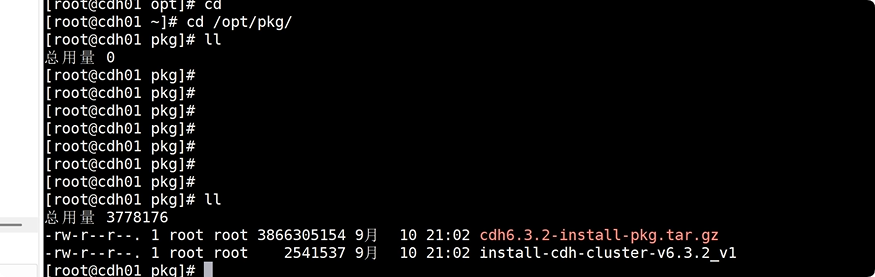 [root@cdh01 opt]# cd
[root@cdh01 ~]# cd /opt/pkg/
[root@cdh01 pkg]# ll
总用量 0
[root@cdh01 pkg]#
[root@cdh01 pkg]#
[root@cdh01 pkg]#
[root@cdh01 pkg]#
[root@cdh01 pkg]#
[root@cdh01 pkg]#
[root@cdh01 pkg]#
[root@cdh01 pkg]# ll
总用量 3778176
-rw-r--r--. 1 root root 3866305154 9月  10 21:02 cdh6.3.2-install-pkg.tar.gz
-rw-r--r--. 1 root root    2541537 9月  10 21:02 install-cdh-cluster-v6.3.2_v1
[root@cdh01 pkg]#